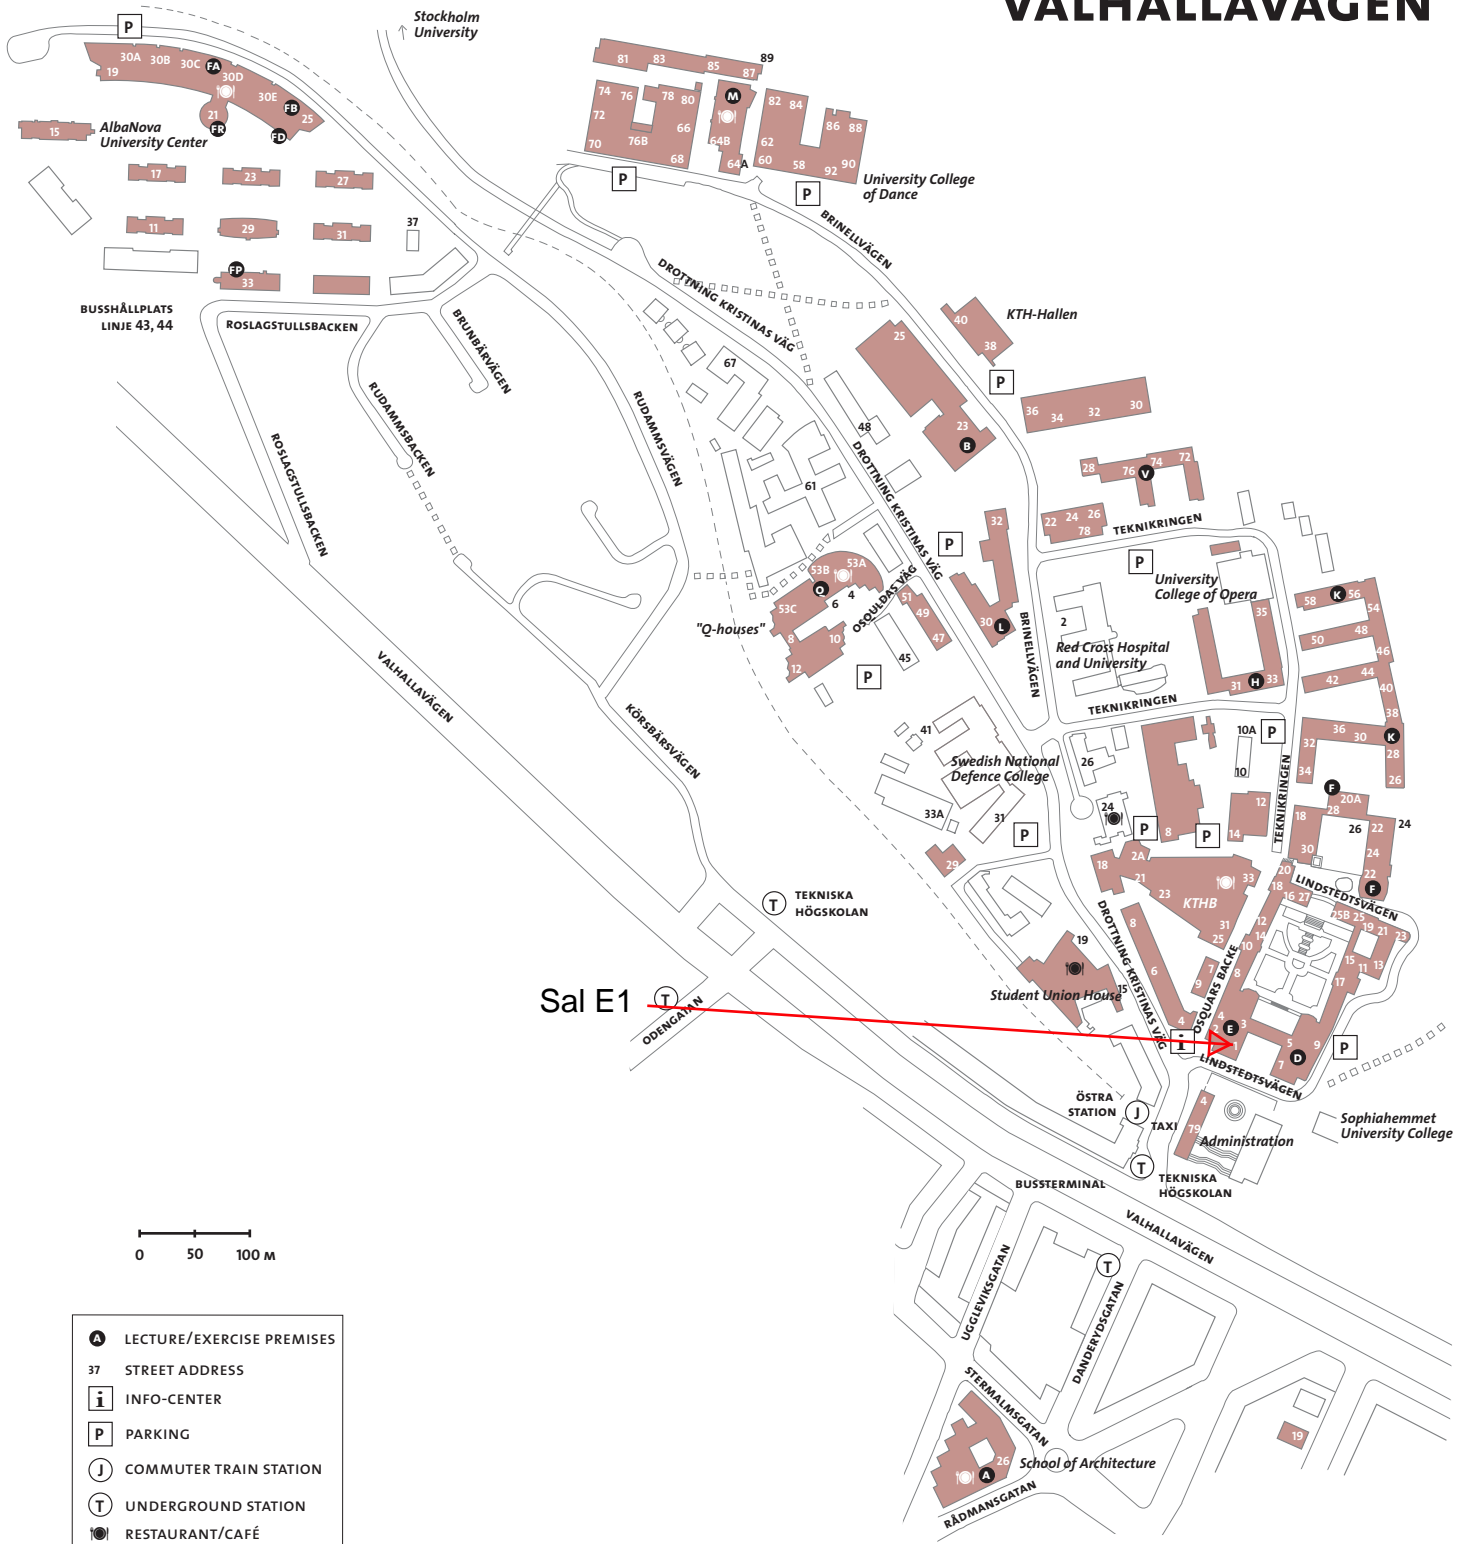 VALHALLAVÄGEN
Stockholm
University
P
30A
30B
30C
FA
30D
19
30E
FB
25
21
FR
FD
15
AlbaNova
University Center
17
23
27
11
29
31
37
FP
33
BUSSHÅLLPLATS
LINJE 43, 44
ROSLAGSTULLSBACKEN
BRUNBÄRVÄGEN
RUDAMMSBACKEN
ROSLAGSTULLSBACKEN
RUDAMMSVÄGEN
VALHALLAVÄGEN
KÖRSBÄRSVÄGEN
81
83
85
87
89
74
76
78
80
M
82
84
72
66
86
88
70
76B
68
64B
64A
62
60
58
92
90
P
P
University College
of Dance
BRINELLVÄGEN
DROTTNING KRISTINAS VÄG
40
38
KTH-Hallen
P
25
67
23
B
48
36
34
32
30
28
76
74
72
V
61
DROTTNING KRISTINAS VÄG
22
24
26
78
TEKNIKRINGEN
32
P
P
University
College of Opera
53B
53A
Q
53C
6
4
OSQULDAS VÄG
51
49
47
8
10
12
"Q-houses"
45
P
30
L
BRINELLVÄGEN
2
Red Cross Hospital
and University
35
31
H
33
58
K
56
54
50
48
46
42
44
40
38
TEKNIKRINGEN
10A
P
10
36
30
K
32
28
34
26
41
Swedish National
Defence College
26
33A
31
P
24
P
8
P
12
14
TEKNIKRINGEN
F
20A
28
18
26
22
24
30
24
22
F
29
18
2A
21
23
KTHB
33
31
25
20
18
16
27
LINDSTEDTSVÄGEN
25B
25
19
21
23
15
11
13
17
12
14
10
8
T
TEKNISKA
HÖGSKOLAN
DROTTNING KRISTINAS VÄG
8
6
7
9
4
OSQUARS BACKE
19
Student Union House
15
Sal E1
T
ODENGATAN
i
4
2
E
3
1
5
D
7
9
P
LINDSTEDTSVÄGEN
ÖSTRA
STATION
J
TAXI
4
79
Administration
Sophiahemmet
University College
T
TEKNISKA
HÖGSKOLAN
BUSSTERMINAL
VALHALLAVÄGEN
UGGLEVIKSGATAN
T
DANDERYDSGATAN
STERMALMSGATAN
26
A
School of Architecture
RÅDMANSGATAN
19
0
50
100 M
A LECTURE/EXERCISE PREMISES
37 STREET ADDRESS
i INFO-CENTER
P PARKING
J COMMUTER TRAIN STATION
T UNDERGROUND STATION
RESTAURANT/CAFÉ